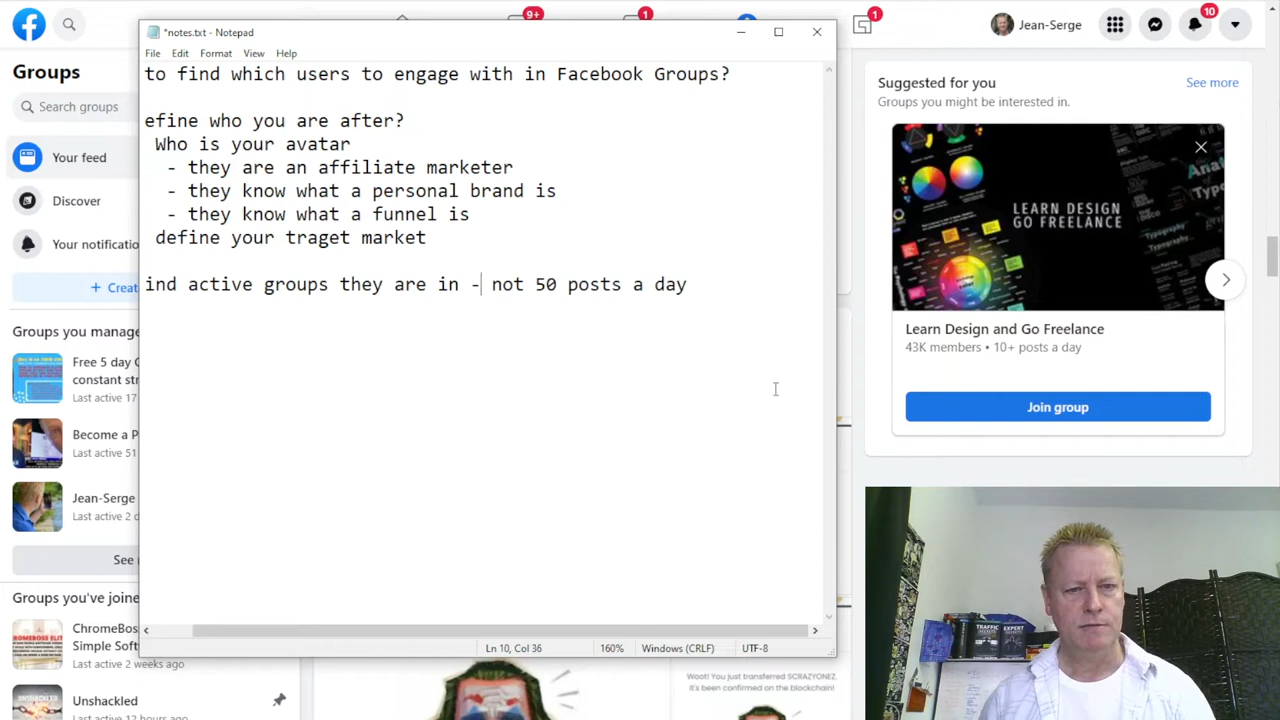 9+
1
1
Jean-Serge
10
*notes.txt - Notepad
File Edit Format View Help
to find which users to engage with in Facebook Groups?
efine who you are after?
Who is your avatar
- they are an affiliate marketer
- they know what a personal brand is
- they know what a funnel is
define your traget market
ind active groups they are in - not 50 posts a day
Ln 10, Col 36
160%
Windows (CRLF)
UTF-8
Groups
Search groups
Your feed
Discover
Your notificatio
+ Creat
Groups you manage
Free 5 day C
constant str
Last active 17
Become a P
Last active 51
Jean-Serge
Last active 2 d
See
Groups you've joine
ChromeBos
Simple Soft
Last active 2 weeks ago
Unshackled
Last active 12 hours ago
Suggested for you
See more
Groups you might be interested in.
LEARN DESIGN
GO FREELANCE
Learn Design and Go Freelance
43K members • 10+ posts a day
Join group
Woot! You just transferred SCRAZYONEZ.
It's been confirmed on the blockchain!
TRAFFIC
SECRETS
EXPERT
SECRETS